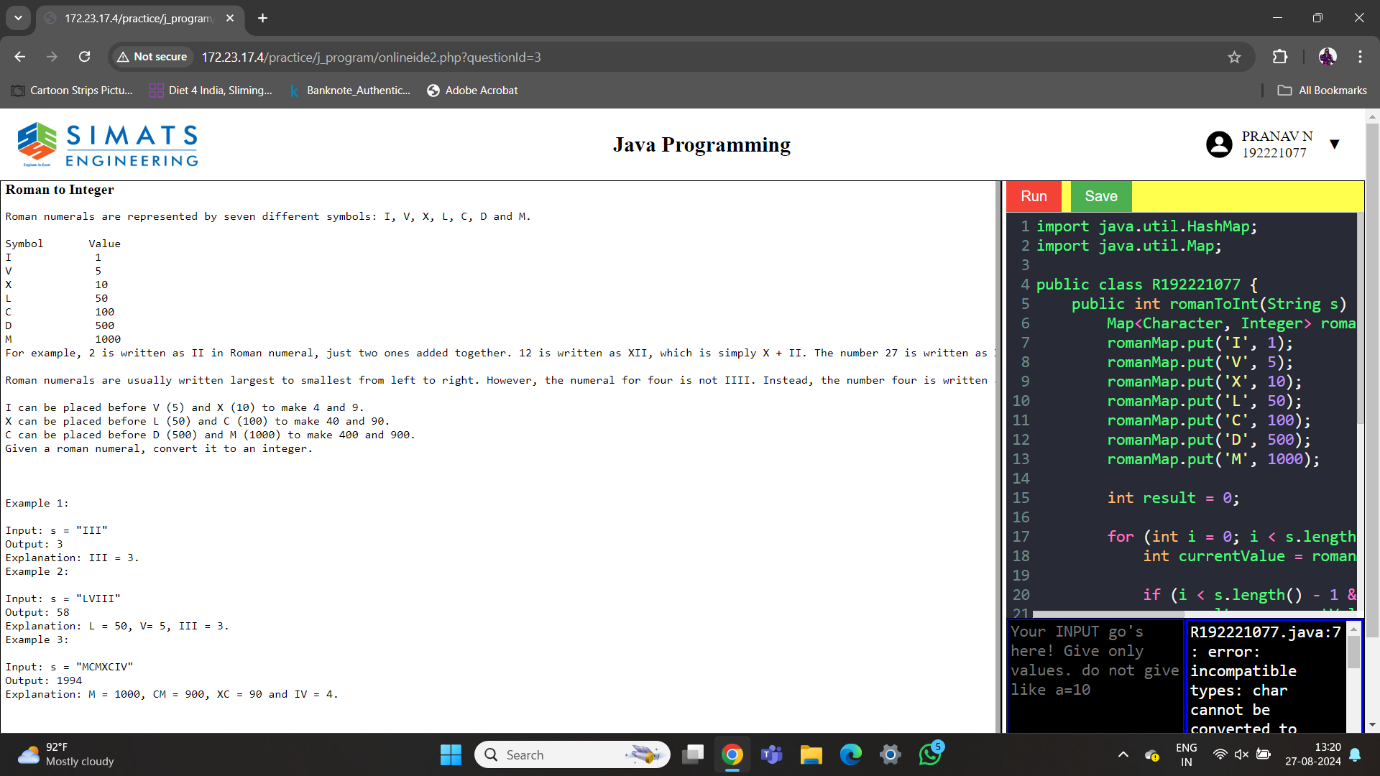 172.23.17.4/practice/j_program
Not secure
172.23.17.4/practice/j_program/onlineide2.php?questionId=3
Cartoon Strips Pictu...
Diet 4 India, Sliming...
Banknote_Authentic...
Adobe Acrobat
All Bookmarks
SIMATS
ENGINEERING
Java Programming
PRANAV N
192221077
Roman to Integer
Roman numerals are represented by seven different symbols: I, V, X, L, C, D and M.
Symbol Value
I 1
V 5
X 10
L 50
C 100
D 500
M 1000
For example, 2 is written as II in Roman numeral, just two ones added together. 12 is written as XII, which is simply X + II. The number 27 is written as
Roman numerals are usually written largest to smallest from left to right. However, the numeral for four is not IIII. Instead, the number four is written
I can be placed before V (5) and X (10) to make 4 and 9.
X can be placed before L (50) and C (100) to make 40 and 90.
C can be placed before D (500) and M (1000) to make 400 and 900.
Given a roman numeral, convert it to an integer.
Example 1:
Input: s = "III"
Output: 3
Explanation: III = 3.
Example 2:
Input: s = "LVIII"
Output: 58
Explanation: L = 50, V= 5, III = 3.
Example 3:
Input: s = "MCMXCIV"
Output: 1994
Explanation: M = 1000, CM = 900, XC = 90 and IV = 4.
Run Save
1 import java.util.HashMap;
2 import java.util.Map;
3
4 public class R192221077 {
5 public int romanToInt(String s)
6 Map<Character, Integer> roma
7 romanMap.put('I', 1);
8 romanMap.put('V', 5);
9 romanMap.put('X', 10);
10 romanMap.put('L', 50);
11 romanMap.put('C', 100);
12 romanMap.put('D', 500);
13 romanMap.put('M', 1000);
14
15 int result = 0;
16
17 for (int i = 0; i < s.length
18 int currentValue = roman
19
20 if (i < s.length() - 1 &
21
Your INPUT go's
here! Give only
values. do not give
like a=10
R192221077.java:7
: error:
incompatible
types: char
cannot be
converted to
92°F
Mostly cloudy
Search
5
ENG
IN
13:20
27-08-2024